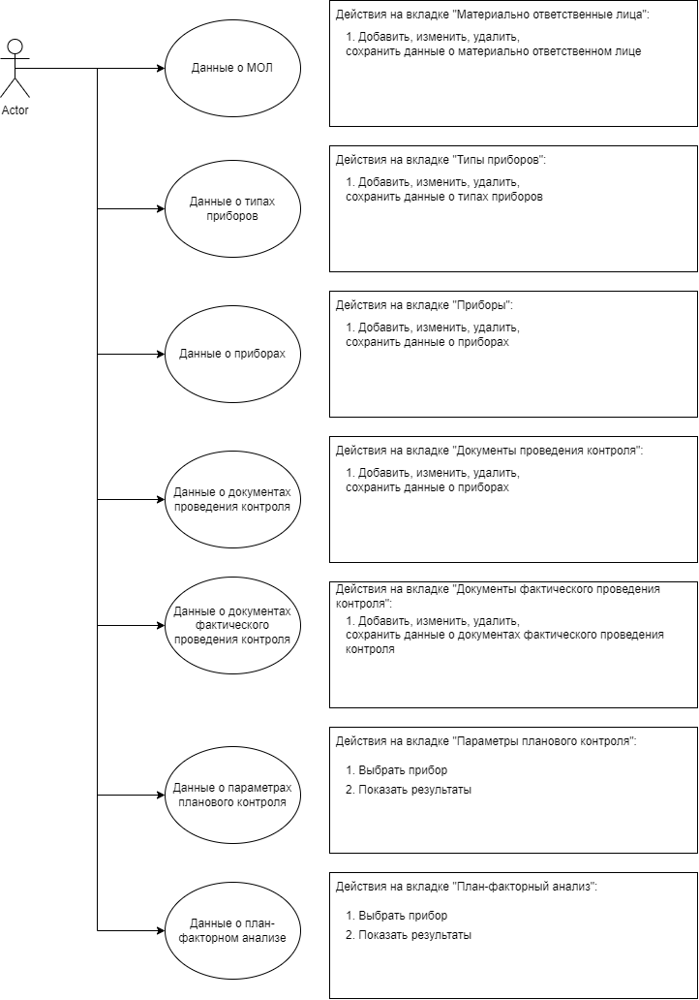 Actor
Данные о МОЛ
Действия на вкладке "Материально ответственные лица":
1. Добавить, изменить, удалить,
сохранить данные о материально ответственном лице
Данные о типах
приборов
Действия на вкладке "Типы приборов":
1. Добавить, изменить, удалить,
сохранить данные о типах приборов
Данные о приборах
Действия на вкладке "Приборы":
1. Добавить, изменить, удалить,
сохранить данные о приборах
Данные о документах
проведения контроля
Действия на вкладке "Документы проведения контроля":
1. Добавить, изменить, удалить,
сохранить данные о приборах
Данные о документах
фактического
проведения контроля
Действия на вкладке "Документы фактического проведения
контроля":
1. Добавить, изменить, удалить,
сохранить данные о документах фактического проведения
контроля
Данные о параметрах
планового контроля
Действия на вкладке "Параметры планового контроля":
1. Выбрать прибор
2. Показать результаты
Данные о план-
факторном анализе
Действия на вкладке "План-факторный анализ":
1. Выбрать прибор
2. Показать результаты